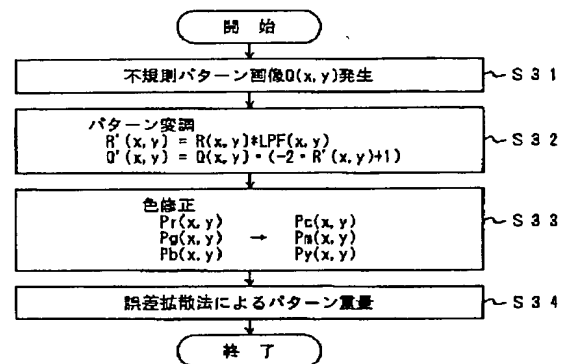 開 始
不規則パターン画像Q(x,y)発生
~S31
パターン変調
R'(x,y) = R(x,y)*LPF(x,y)
Q'(x,y) = Q(x,y)・(-2・R'(x,y)+1)
~S32
色修正
Pr(x,y) Pc(x,y)
Pg(x,y) → Pm(x,y)
Pb(x,y) Py(x,y)
~S33
誤差拡散法によるパターン重畳
~S34
終 了